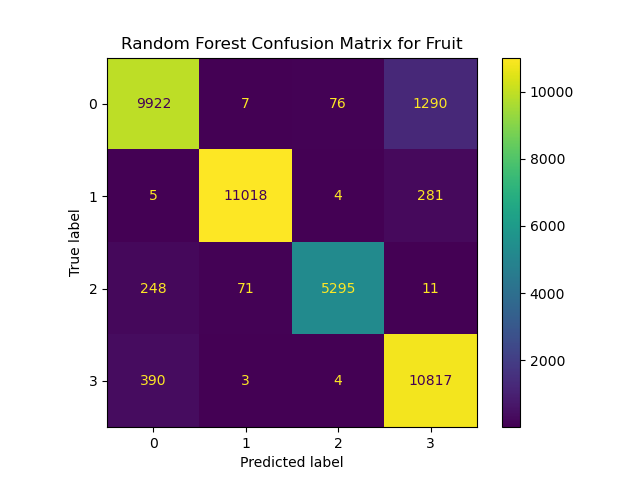 Random Forest Confusion Matrix for Fruit
0 9922 7 76 1290
1 5 11018 4 281
2 248 71 5295 11
3 390 3 4 10817
0 1 2 3
Predicted label
True label
10000
8000
6000
4000
2000